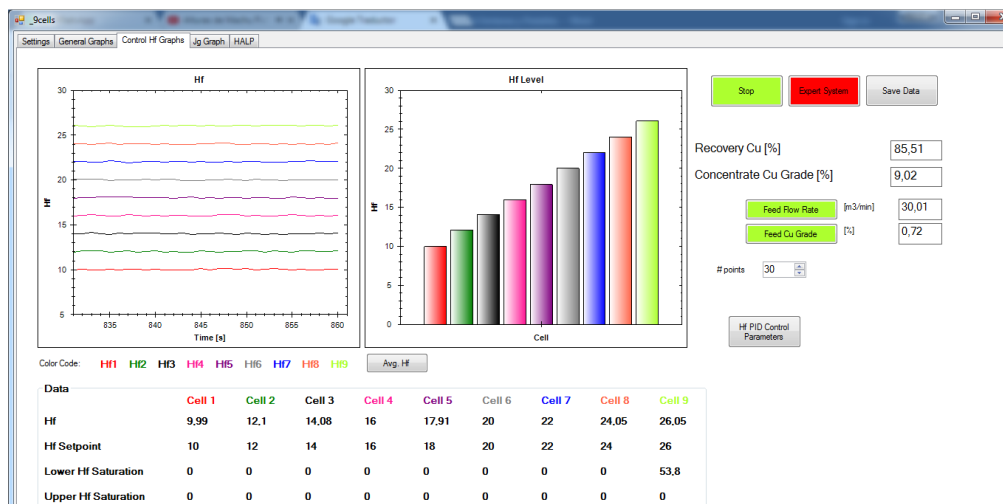 _9cells
Settings General Graphs Control Hf Graphs Jg Graph HALP
Hf
30
25
20
15
10
5
Hf
835 840 845 850 855 860
Time [s]
Hf Level
30
25
20
15
10
5
0
Hf
Cell
Stop Expert System Save Data
Recovery Cu [%] 85,51
Concentrate Cu Grade [%] 9,02
Feed Flow Rate [m3/min] 30,01
Feed Cu Grade [%] 0,72
# points 30
Hf PID Control
Parameters
Color Code: Hf1 Hf2 Hf3 Hf4 Hf5 Hf6 Hf7 Hf8 Hf9 Avg. Hf
Data
Cell 1 Cell 2 Cell 3 Cell 4 Cell 5 Cell 6 Cell 7 Cell 8 Cell 9
Hf 9,99 12,1 14,08 16 17,91 20 22 24,05 26,05
Hf Setpoint 10 12 14 16 18 20 22 24 26
Lower Hf Saturation 0 0 0 0 0 0 0 0 53,8
Upper Hf Saturation 0 0 0 0 0 0 0 0 0